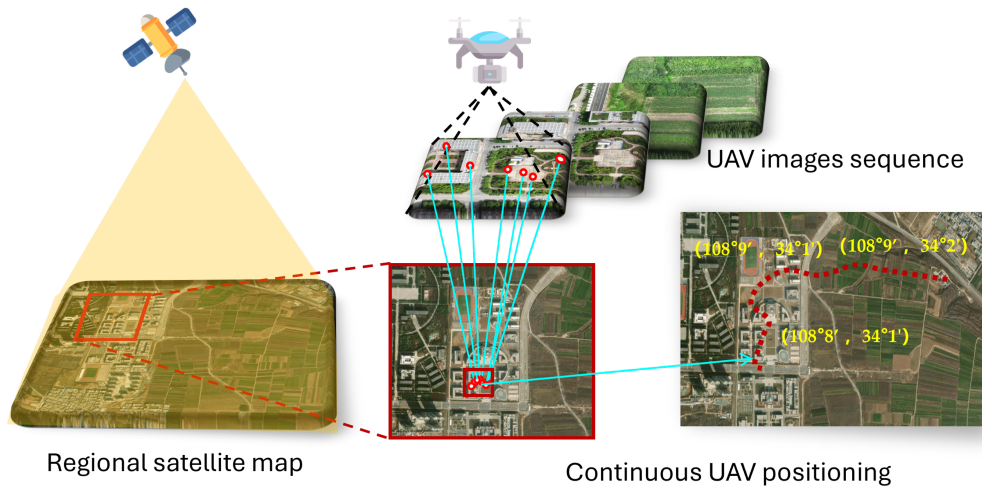 UAV images sequence
(108°9′ , 34°1′)
(108°9′ , 34°2′)
(108°8′ , 34°1′)
Regional satellite map
Continuous UAV positioning